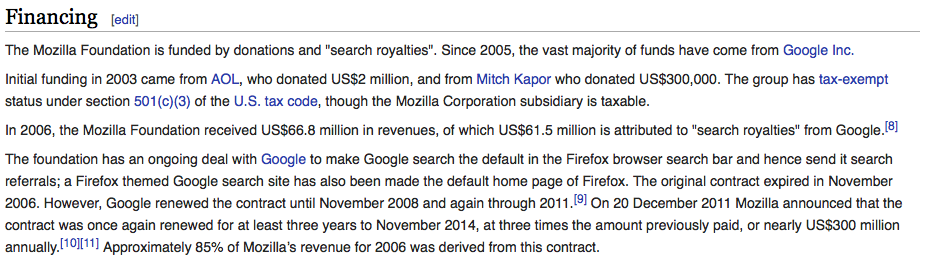 Financing [edit]
The Mozilla Foundation is funded by donations and "search royalties". Since 2005, the vast majority of funds have come from Google Inc.
Initial funding in 2003 came from AOL, who donated US$2 million, and from Mitch Kapor who donated US$300,000. The group has tax-exempt
status under section 501(c)(3) of the U.S. tax code, though the Mozilla Corporation subsidiary is taxable.
In 2006, the Mozilla Foundation received US$66.8 million in revenues, of which US$61.5 million is attributed to "search royalties" from Google.[8]
The foundation has an ongoing deal with Google to make Google search the default in the Firefox browser search bar and hence send it search
referrals; a Firefox themed Google search site has also been made the default home page of Firefox. The original contract expired in November
2006. However, Google renewed the contract until November 2008 and again through 2011.[9] On 20 December 2011 Mozilla announced that the
contract was once again renewed for at least three years to November 2014, at three times the amount previously paid, or nearly US$300 million
annually.[10][11] Approximately 85% of Mozilla's revenue for 2006 was derived from this contract.